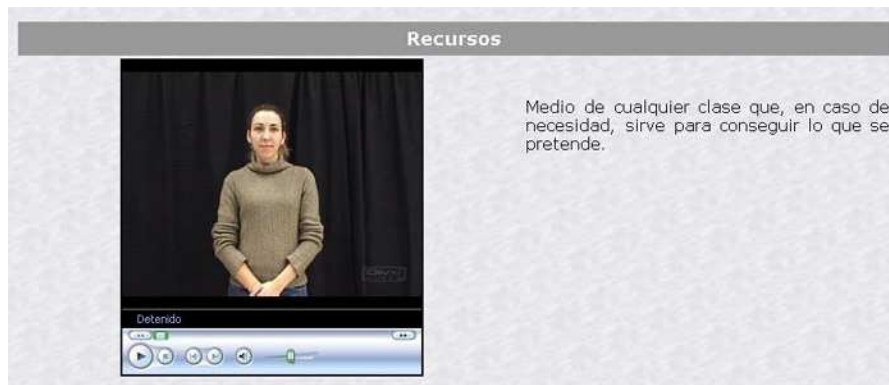 Recursos
Medio de cualquier clase que, en caso de
necesidad, sirve para conseguir lo que se
pretende.
Detenido